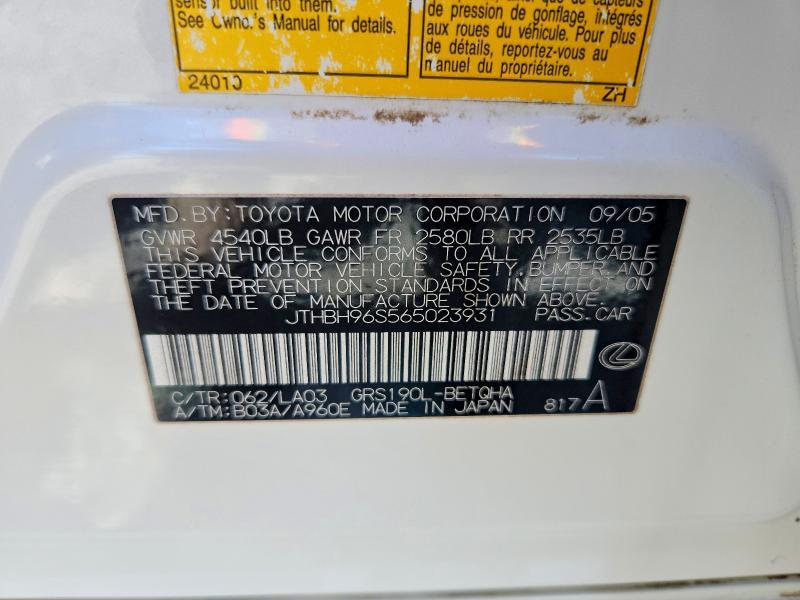 sensor built into them.
See Owner's Manual for details.
24010
de pression de gonflage, intégrés
aux roues du véhicule. Pour plus
de détails, reportez-vous au
manuel du propriétaire.
ZH
MFD. BY: TOYOTA MOTOR CORPORATION 09/05
GVWR 4540LB GAWR FR 2580LB RR 2535LB
THIS VEHICLE CONFORMS TO ALL APPLICABLE
FEDERAL MOTOR VEHICLE SAFETY, BUMPER, AND
THEFT PREVENTION STANDARDS IN EFFECT ON
THE DATE OF MANUFACTURE SHOWN ABOVE.
JTHBH96S565023931 PASS. CAR
C/TR: 062/LA03 GRS190L-BETQHA
A/TM: B03A/A960E MADE IN JAPAN 817A